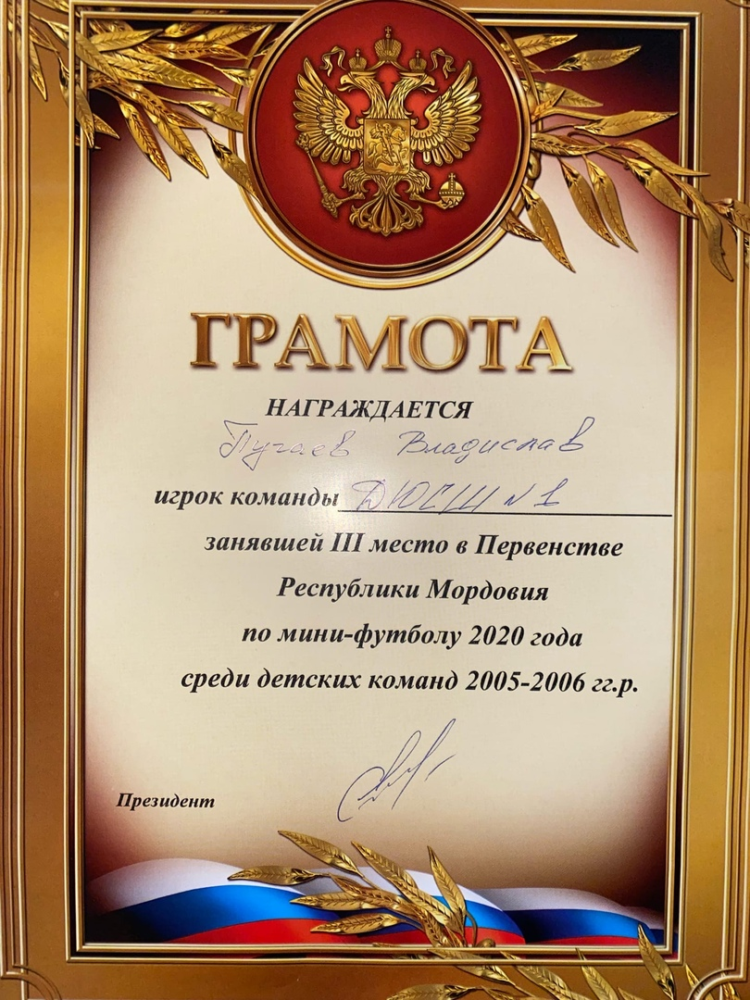 ГРАМОТА
НАГРАЖДАЕТСЯ
Пугаев Владислав
игрок команды ДЮСШ №1
занявшей III место в Первенстве
Республики Мордовия
по мини-футболу 2020 года
среди детских команд 2005-2006 гг.р.
Президент